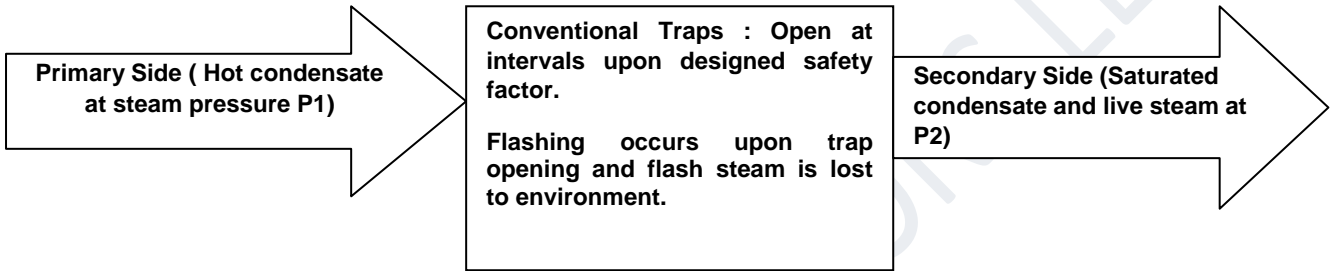 Primary Side ( Hot condensate
at steam pressure P1)
Conventional Traps : Open at
intervals upon designed safety
factor.
Flashing occurs upon trap
opening and flash steam is lost
to environment.
Secondary Side (Saturated
condensate and live steam at
P2)